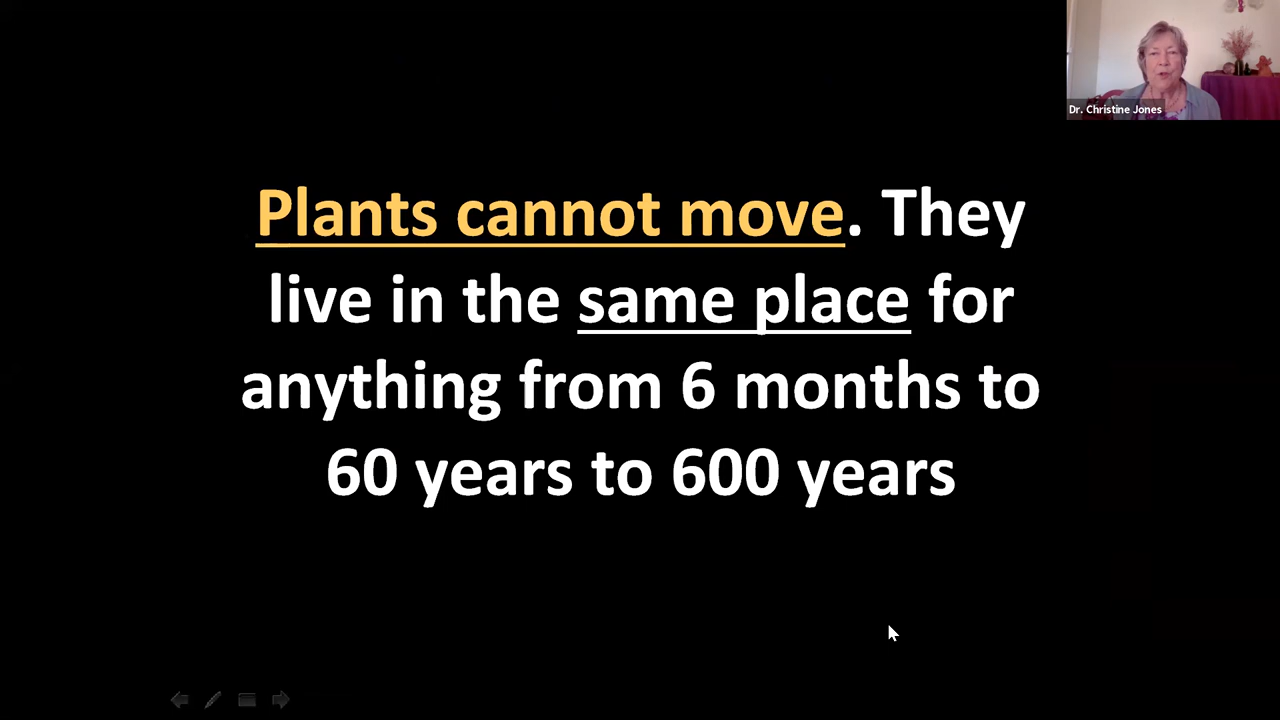 Dr. Christine Jones
Plants cannot move. They
live in the same place for
anything from 6 months to
60 years to 600 years